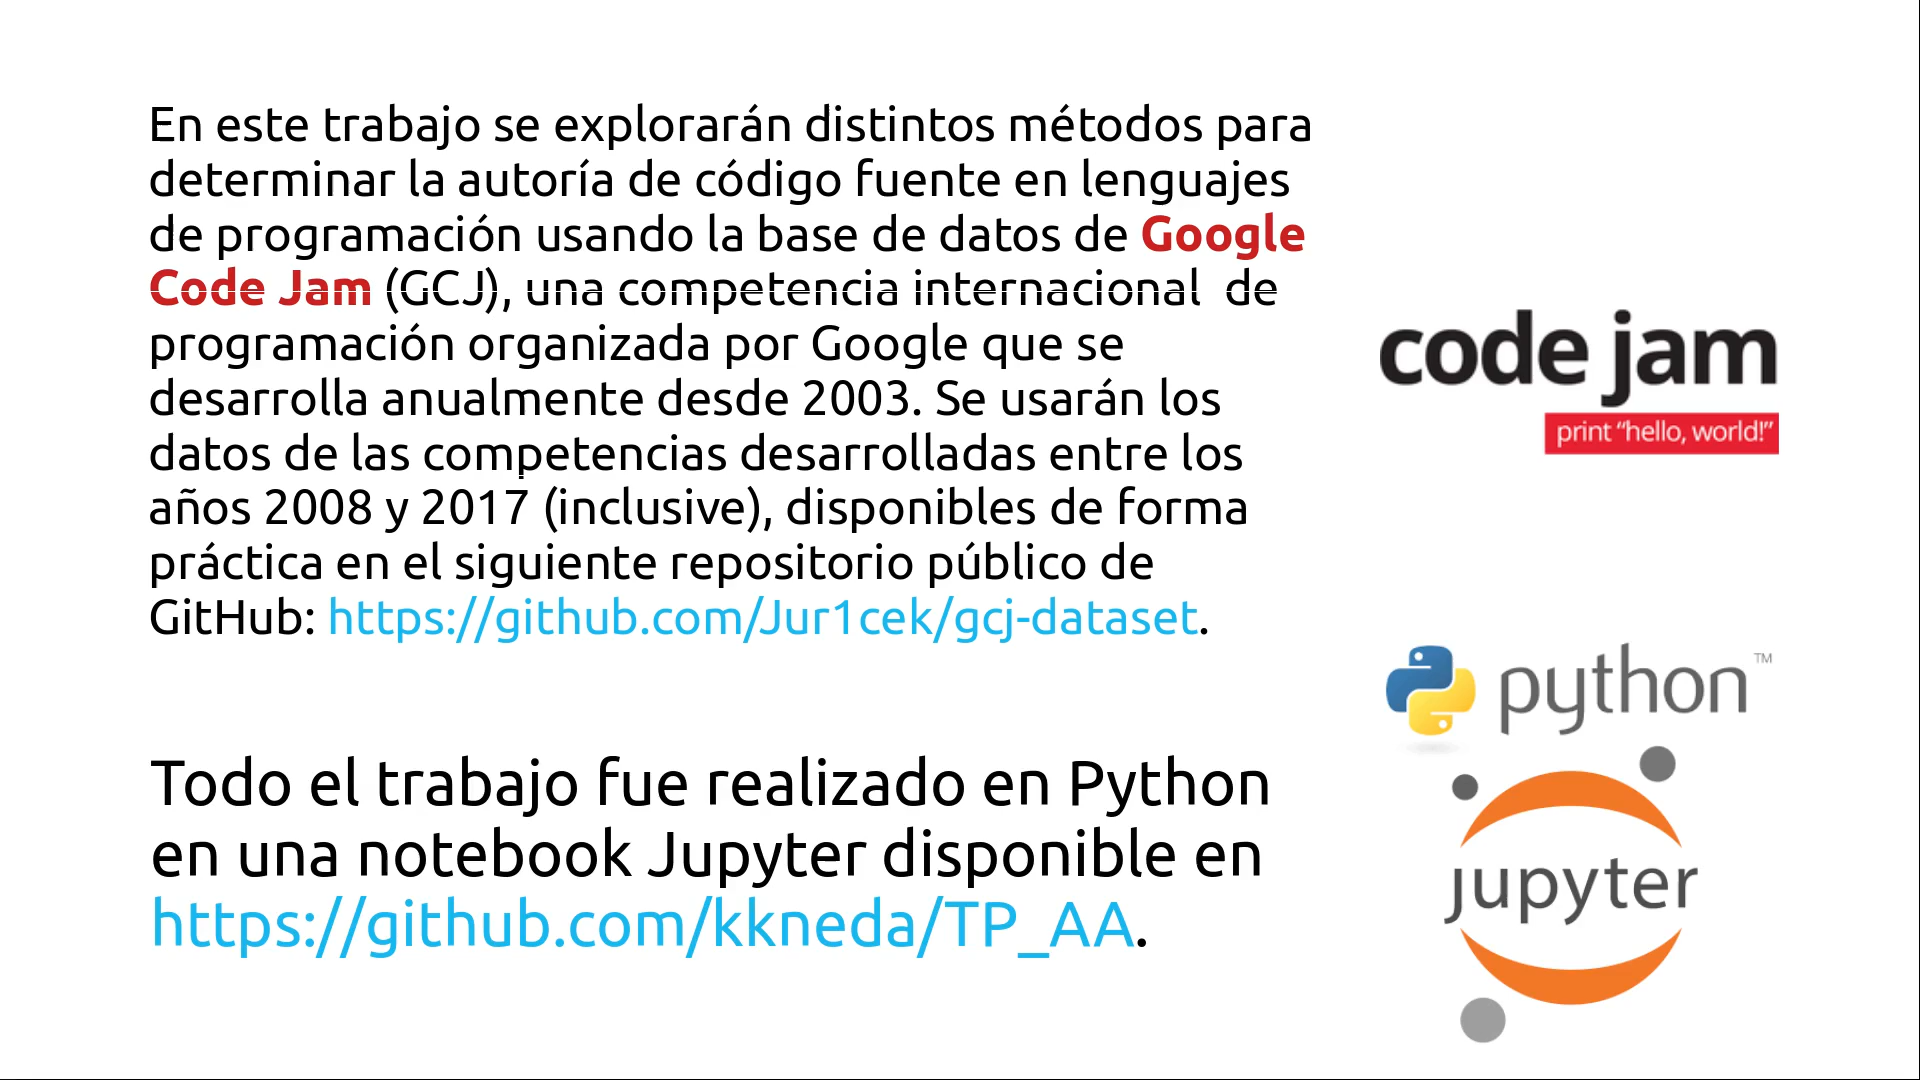 En este trabajo se explorarán distintos métodos para
determinar la autoría de código fuente en lenguajes
de programación usando la base de datos de Google
Code Jam (GCJ), una competencia internacional de
programación organizada por Google que se
desarrolla anualmente desde 2003. Se usarán los
datos de las competencias desarrolladas entre los
años 2008 y 2017 (inclusive), disponibles de forma
práctica en el siguiente repositorio público de
GitHub: https://github.com/Jur1cek/gcj-dataset.
code jam
print “hello, world!”
python™
Todo el trabajo fue realizado en Python
en una notebook Jupyter disponible en
https://github.com/kkneda/TP_AA.
jupyter